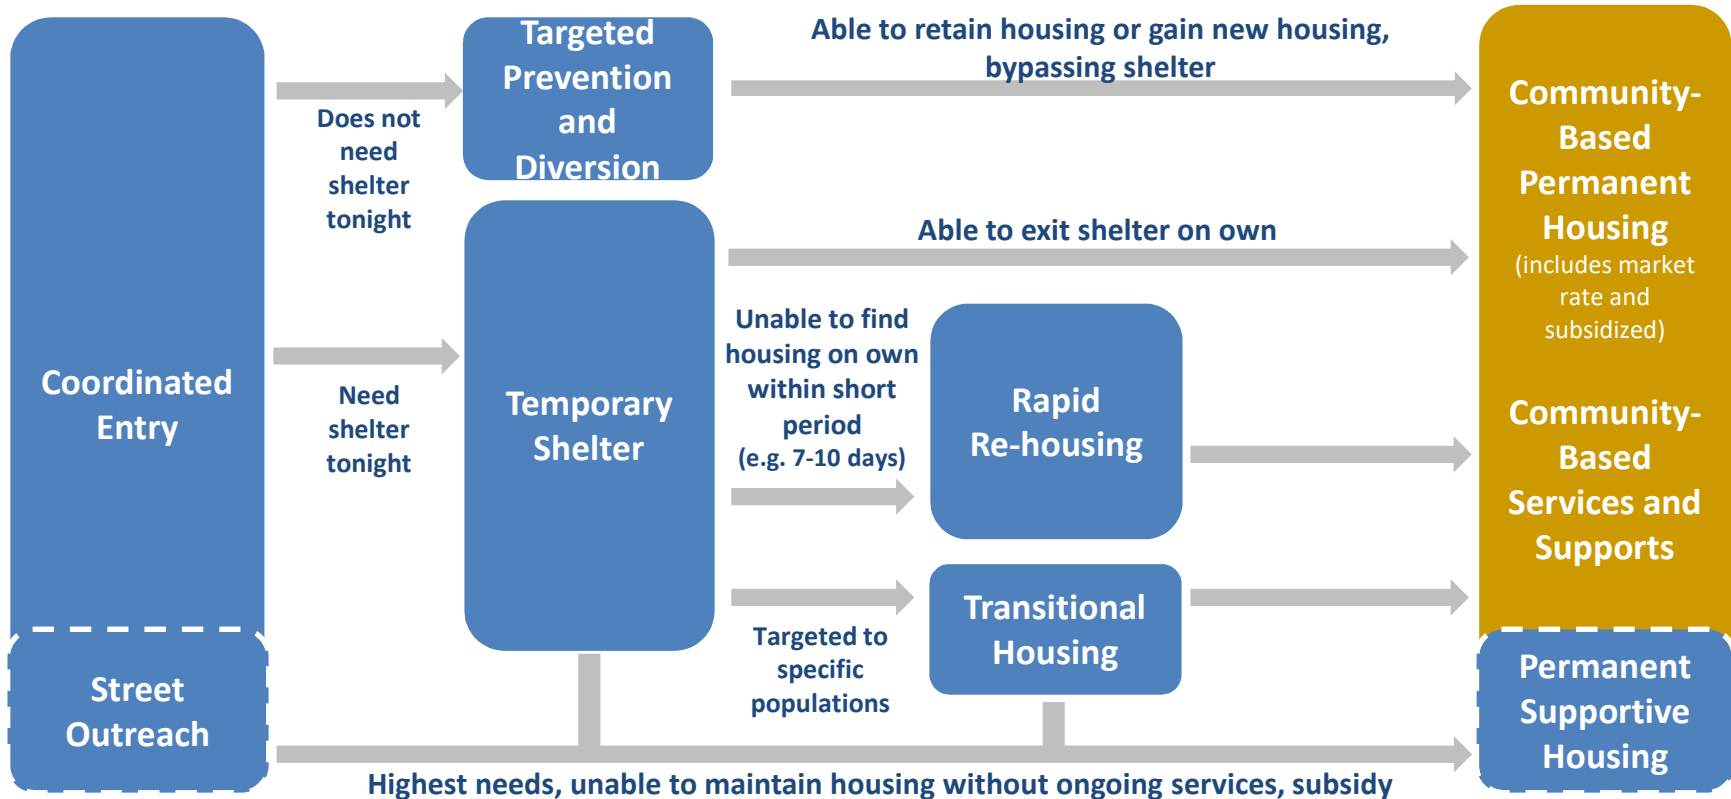 Coordinated
Entry
Street
Outreach
Does not
need
shelter
tonight
Need
shelter
tonight
Targeted
Prevention
and
Diversion
Temporary
Shelter
Able to retain housing or gain new housing,
bypassing shelter
Able to exit shelter on own
Unable to find
housing on own
within short
period
(e.g. 7-10 days)
Rapid
Re-housing
Targeted to
specific
populations
Transitional
Housing
Highest needs, unable to maintain housing without ongoing services, subsidy
Community-
Based
Permanent
Housing
(includes market
rate and
subsidized)
Community-
Based
Services and
Supports
Permanent
Supportive
Housing